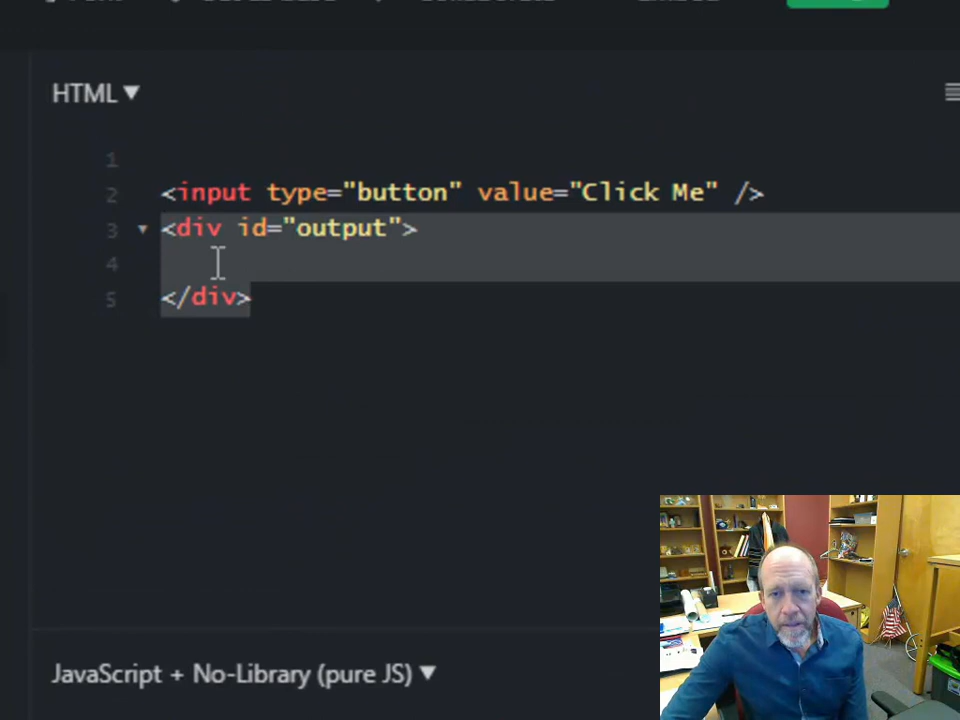 HTML ▼
1
2 <input type="button" value="Click Me" />
3 ▼ <div id="output">
4
5 </div>
JavaScript + No-Library (pure JS) ▼